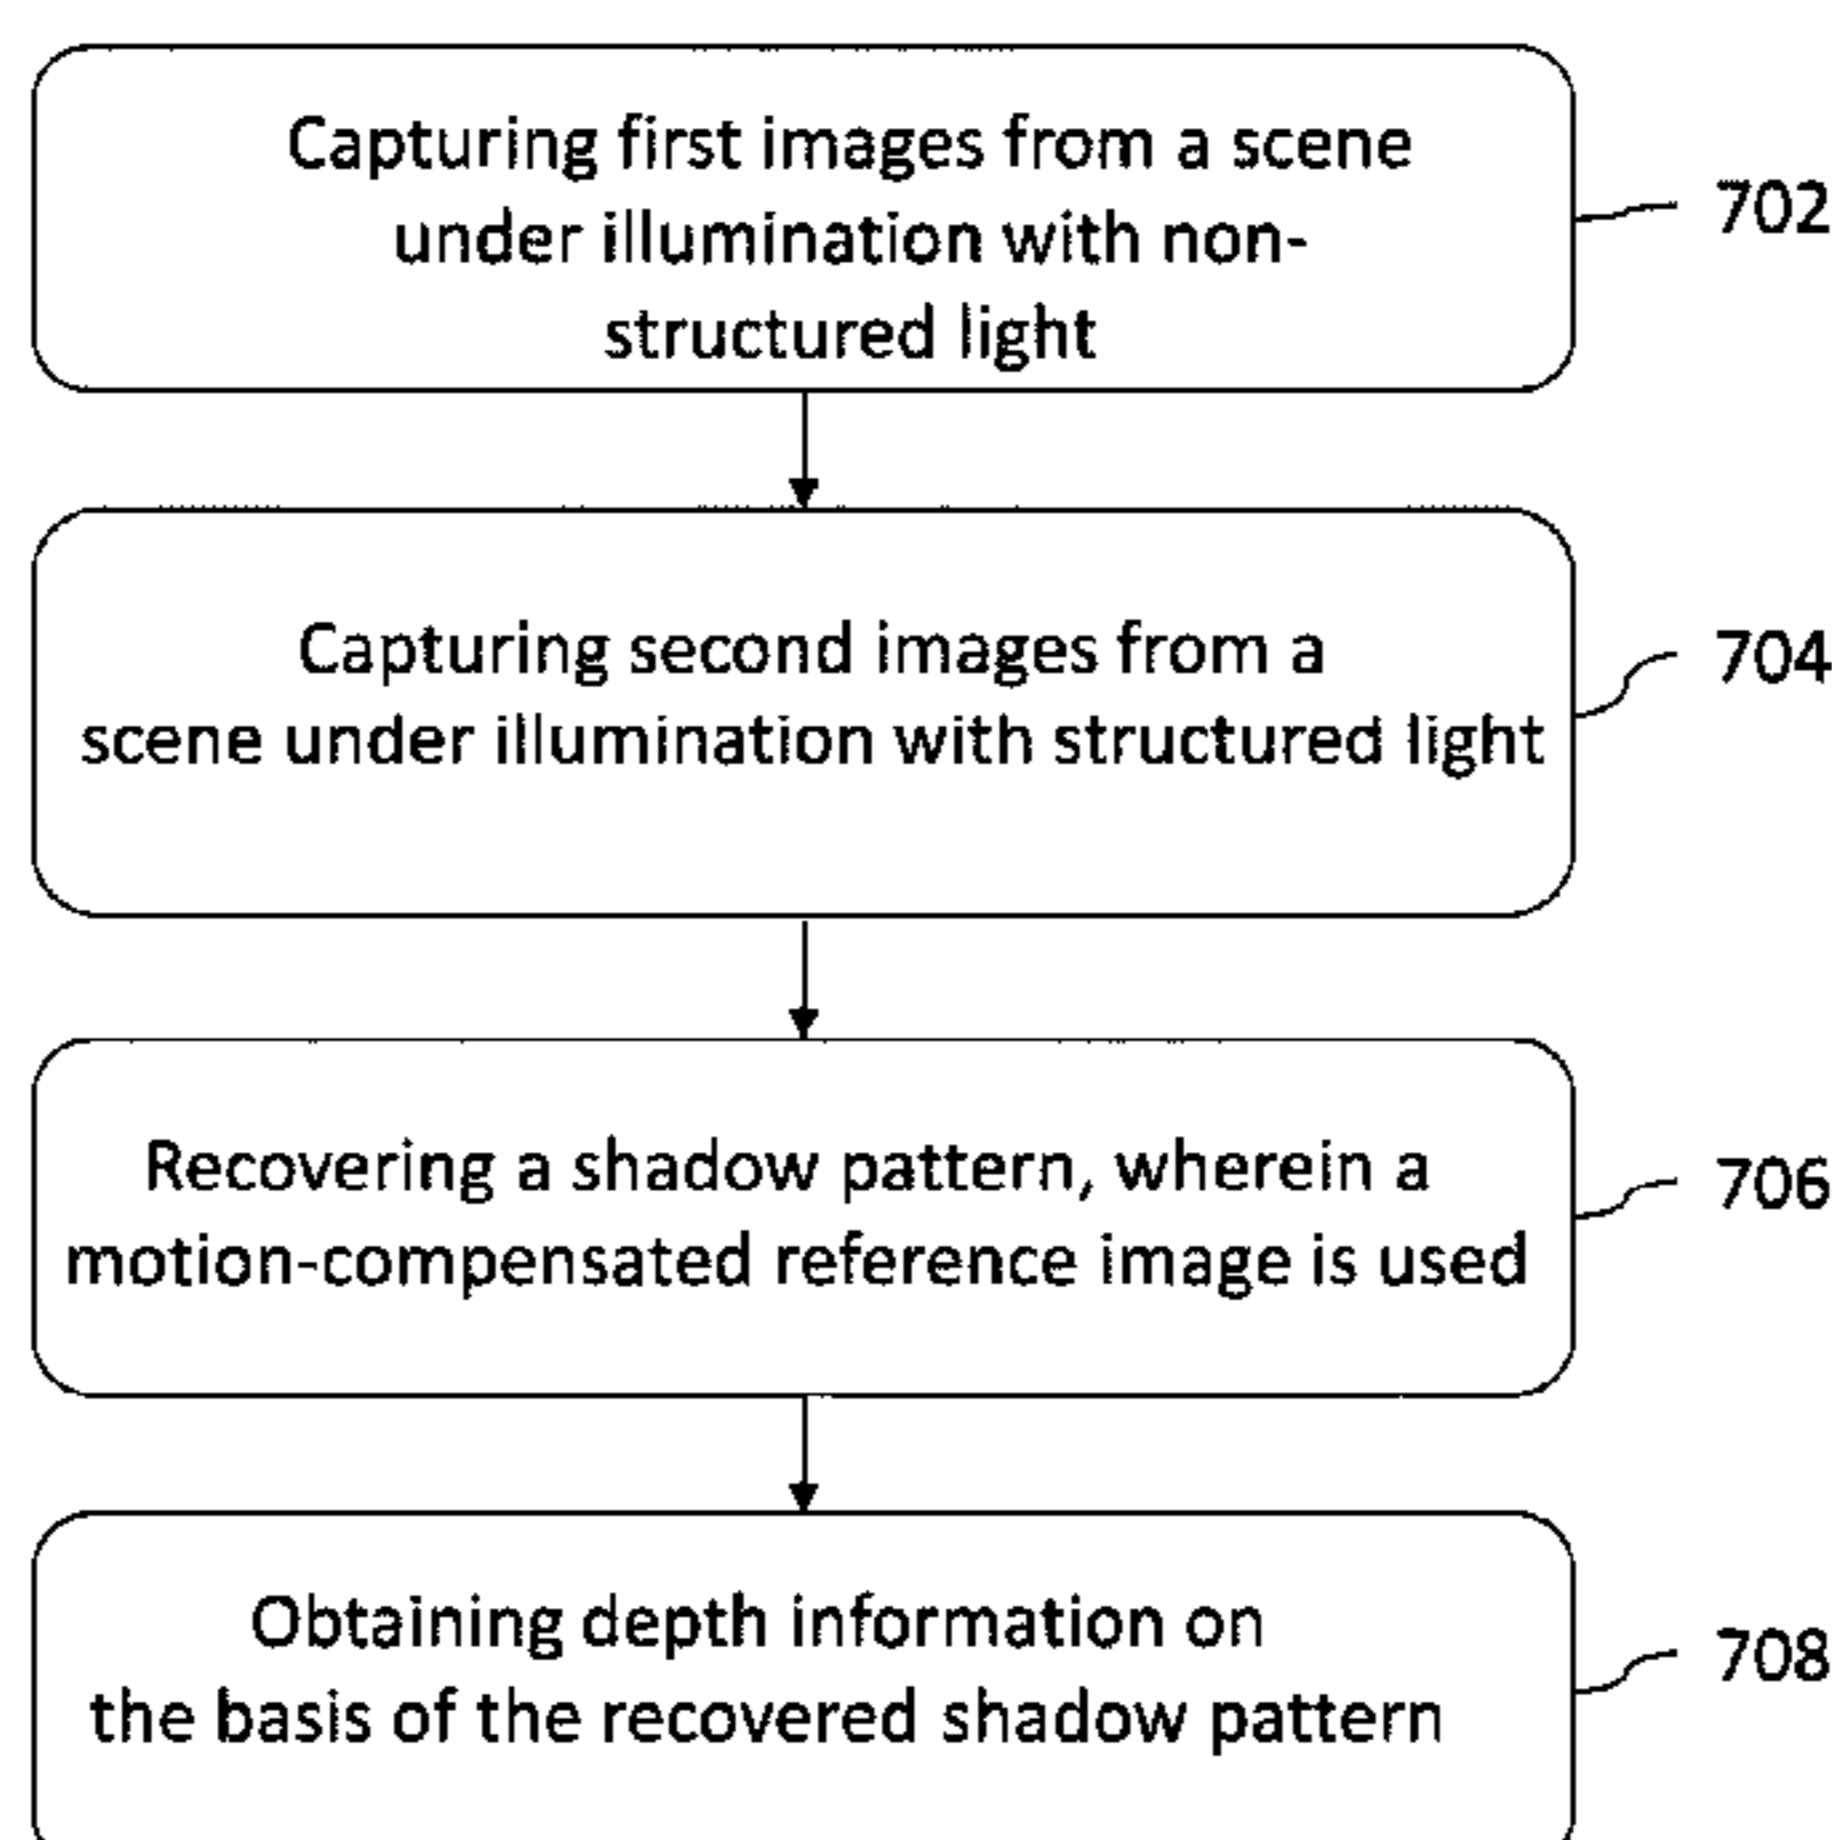 Capturing first images from a scene
under illumination with non-
structured light
702
Capturing second images from a
scene under illumination with structured light
704
Recovering a shadow pattern, wherein a
motion-compensated reference image is used
706
Obtaining depth information on
the basis of the recovered shadow pattern
708